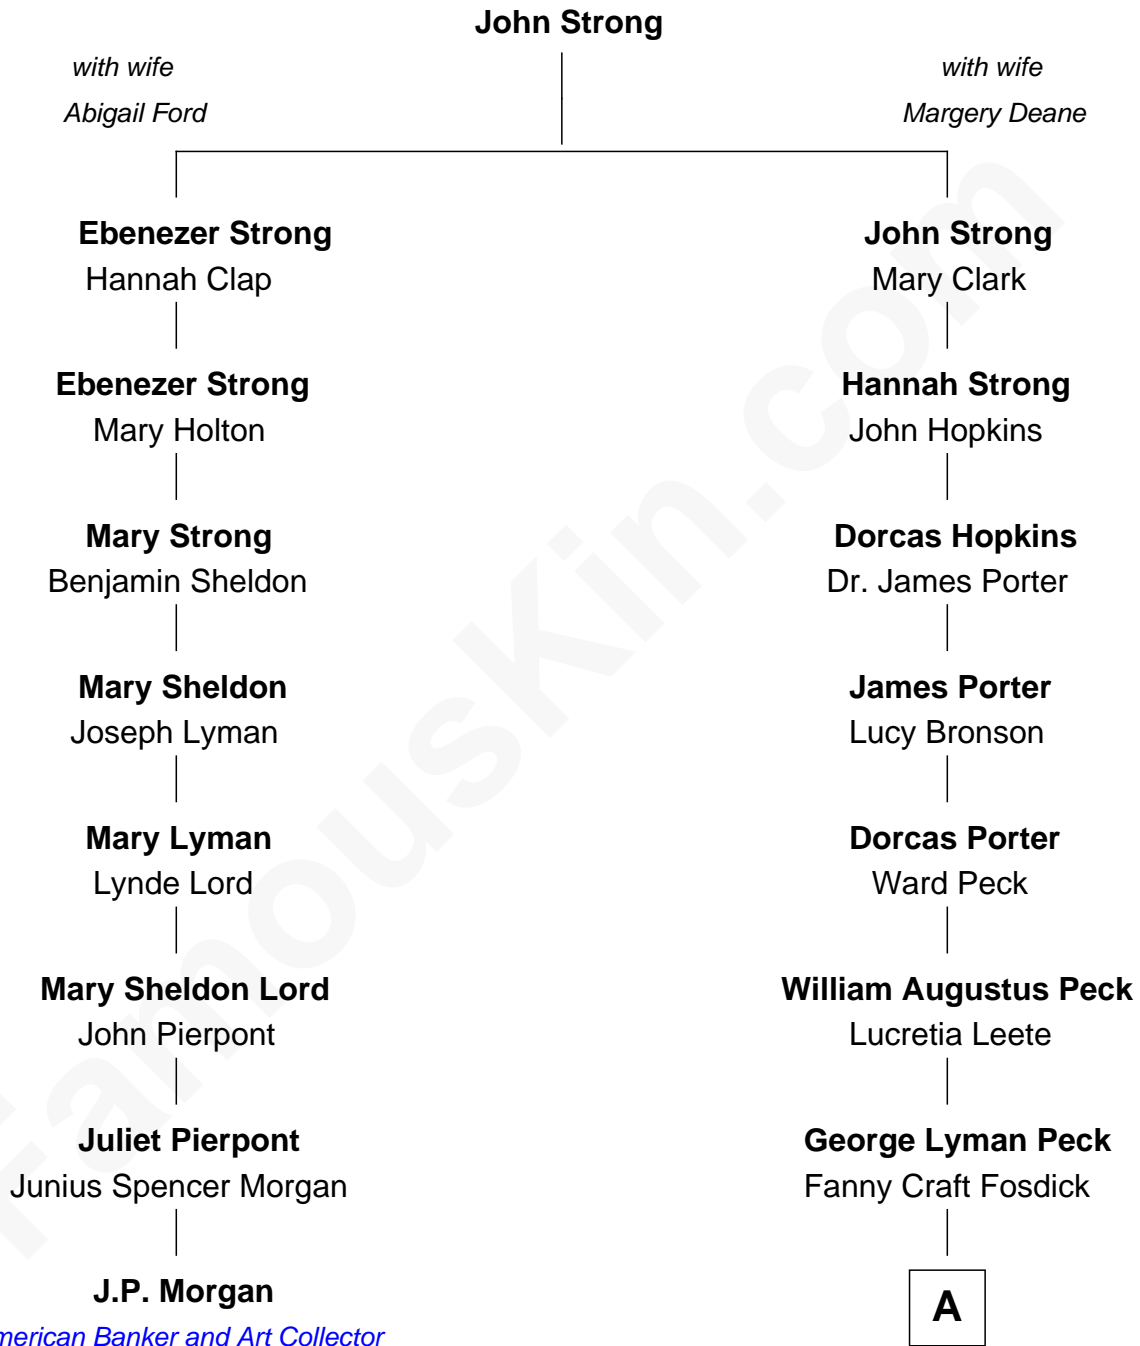 John Strong
with wife
Abigail Ford
with wife
Margery Deane
Ebenezer Strong
Hannah Clap
John Strong
Mary Clark
Ebenezer Strong
Mary Holton
Hannah Strong
John Hopkins
Mary Strong
Benjamin Sheldon
Dorcas Hopkins
Dr. James Porter
Mary Sheldon
Joseph Lyman
James Porter
Lucy Bronson
Mary Lyman
Lynde Lord
Dorcas Porter
Ward Peck
Mary Sheldon Lord
John Pierpont
William Augustus Peck
Lucretia Leete
Juliet Pierpont
Junius Spencer Morgan
George Lyman Peck
Fanny Craft Fosdick
J.P. Morgan
merican Banker and Art Collector
A
FamousKin.com